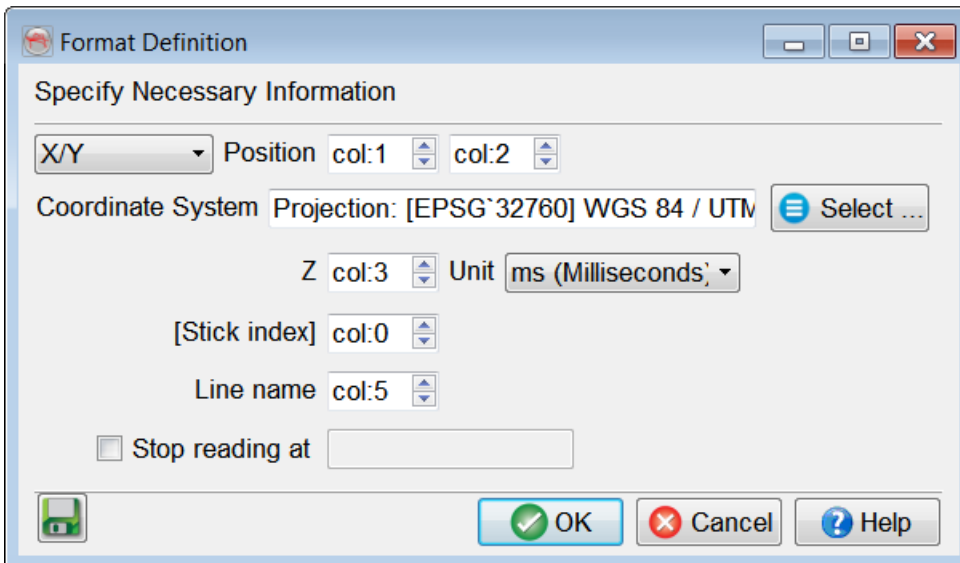 Format Definition
Specify Necessary Information
X/Y Position col:1 col:2
Coordinate System Projection: [EPSG`32760] WGS 84 / UTM Select ...
Z col:3 Unit ms (Milliseconds)
[Stick index] col:0
Line name col:5
Stop reading at
OK Cancel Help